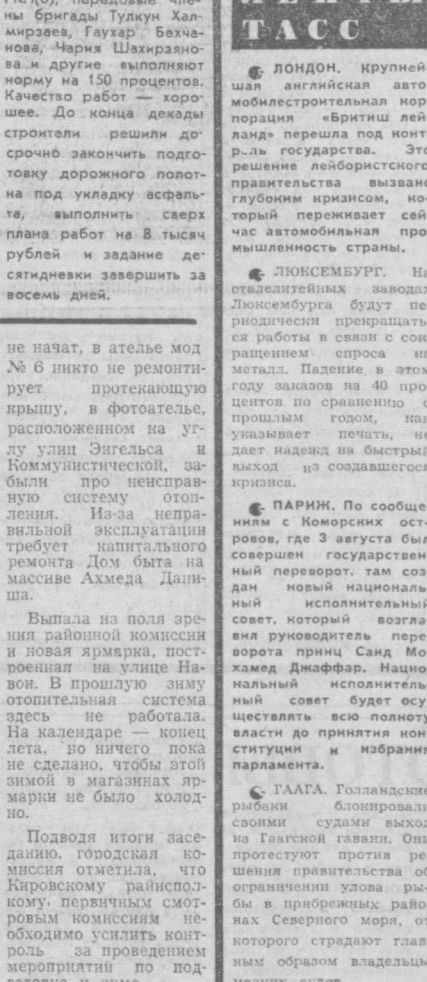 ны бригады Тулкун Хал-
мирзаев, Гаухар Бекча-
нова, Чария Шахирзяно-
ва и другие выполняют
норму на 150 процентов.
Качество работ — хоро-
шее. До конца декады
строители решили до-
срочно закончить подго-
товку дорожного полот-
на под укладку асфаль-
та, выполнить сверх
плана работ на 8 тысяч
рублей и задание де-
сятидневки завершить за
восемь дней.
не начат, в ателье мод
№ 6 никто не ремонти-
рует протекающую
крышу, в фотоателье,
расположенном на уг-
лу улиц Энгельса и
Коммунистической, за-
были про неисправ-
ную систему отоп-
ления. Из-за непра-
вильной эксплуатации
требует капитального
ремонта Дом быта на
массиве Ахмеда Дани-
ша.
Выпала из поля зре-
ния районной комиссии
и новая ярмарка, пост-
роенная на улице На-
вои. В прошлую зиму
отопительная система
здесь не работала.
На календаре — конец
лета, но ничего пока
не сделано, чтобы этой
зимой в магазинах яр-
марки не было холод-
но.
Подводя итоги засе-
данию, городская ко-
миссия отметила, что
Кировскому райиспол-
кому, первичным смот-
ровым комиссиям не-
обходимо усилить конт-
роль за проведением
мероприятий по под-
ТАСС
ЛОНДОН. Крупней-
шая английская авто
мобилестроительная кор
порация «Бритиш лей
ланд» перешла под конт
р..ль государства. Это
решение лейбористского
правительства вызвано
глубоким кризисом, ко-
торый переживает сей
час автомобильная про
мышленность страны.
ЛЮКСЕМБУРГ. На
сталелитейных заводах
Люксембурга будут пе
риодически прекращать
ся работы в связи с сок
ращением спроса на
металл. Падение в этом
году заказов на 40 про
центов по сравнению с
прошлым годом, как
указывает печать, не
дает надежд на быстрый
выход из создавшегося
кризиса.
ПАРИЖ. По сообще
ниям с Коморских ост-
ровов, где 3 августа был
совершен государствен
ный переворот, там соз
дан новый националь
ный исполнительный
совет, который возгла
вил руководитель пере
ворота принц Саид Мо
хамед Джаффар. Нацио
нальный исполнитель
ный совет будет осу
ществлять всю полноту
власти до принятия кон
ституции и избрания
парламента.
ГААГА. Голландские
рыбаки блокировали
своими судами выход
из Гаагской гавани. Они
протестуют против ре
шения правительства об
ограничении улова ры-
бы в прибрежных райо
нах Северного моря, от
которого страдают глав
ным образом владельцы